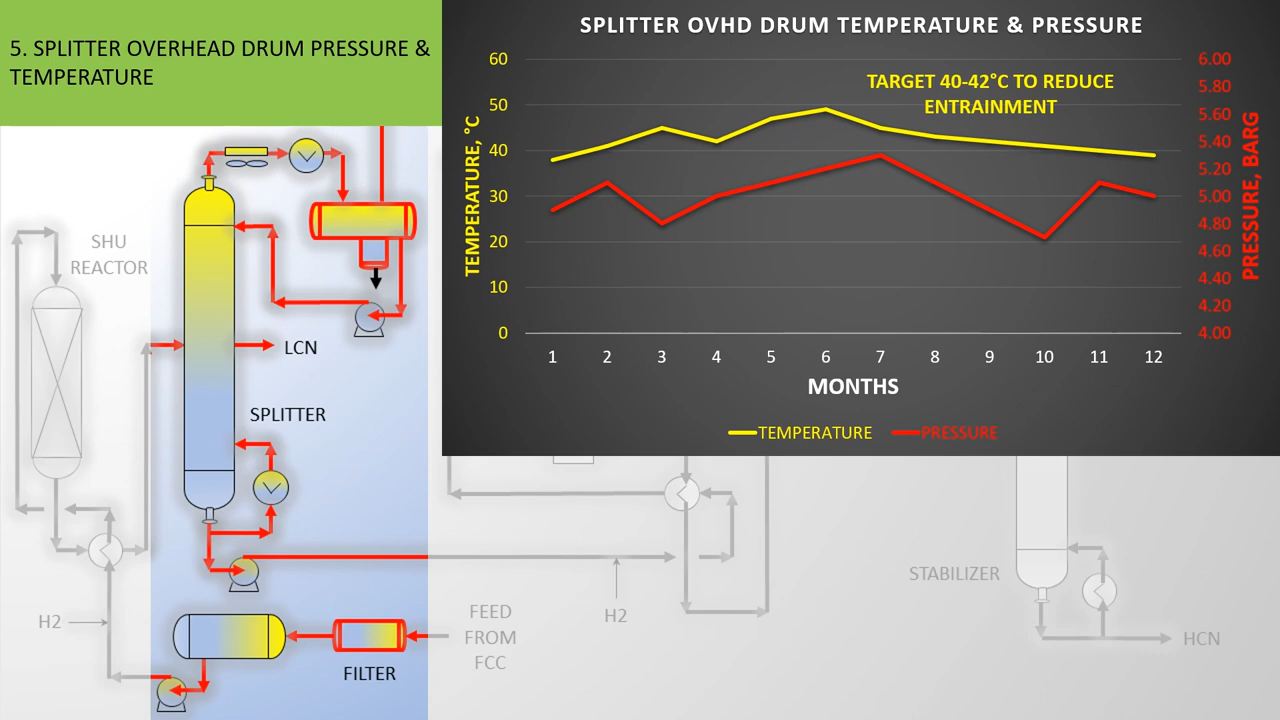 5. SPLITTER OVERHEAD DRUM PRESSURE &
TEMPERATURE
SPLITTER OVHD DRUM TEMPERATURE & PRESSURE
TARGET 40-42°C TO REDUCE
ENTRAINMENT
TEMPERATURE, °C
60
50
40
30
20
10
0
6.00
5.80
5.60
5.40
5.20
5.00
4.80
4.60
4.40
4.20
4.00
PRESSURE, BARG
1 2 3 4 5 6 7 8 9 10 11 12
MONTHS
TEMPERATURE PRESSURE
SHU
REACTOR
LCN
SPLITTER
H2
FILTER
FEED
FROM
FCC
H2
STABILIZER
HCN